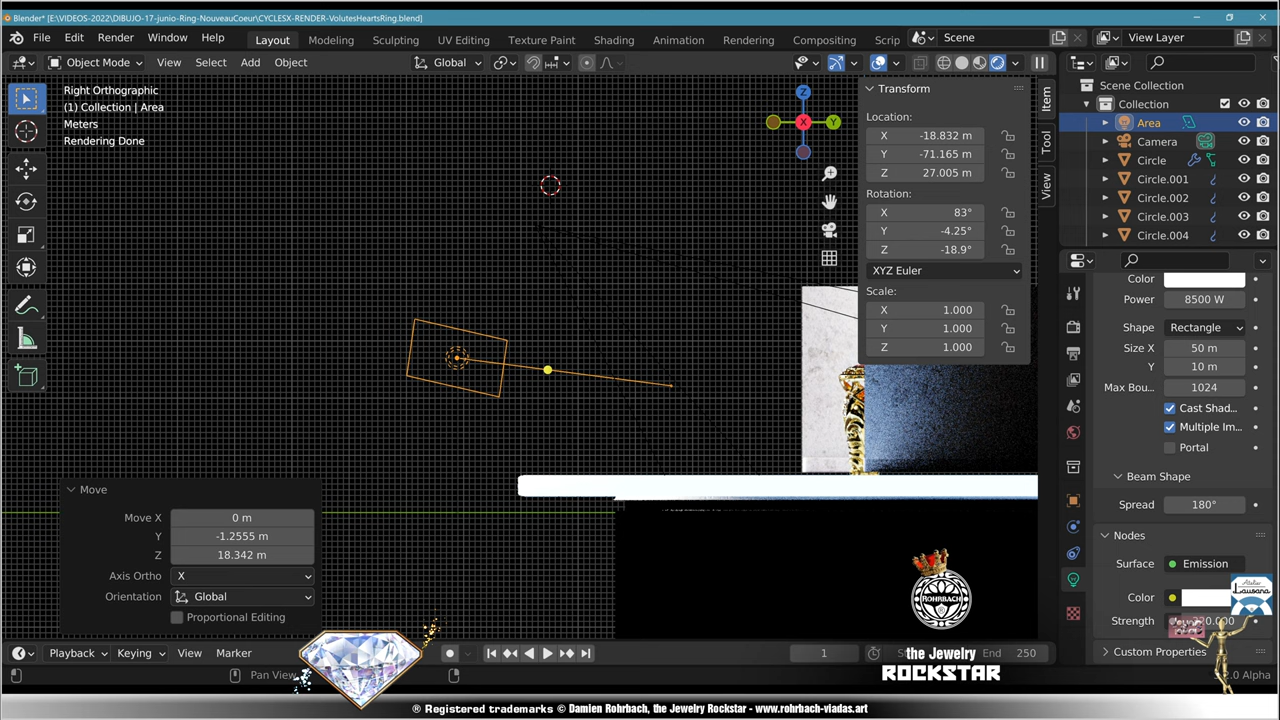 Blender* [E:\VIDEOS-2022\DIBUJO-17-junio-Ring-NouveauCoeur\CYCLESX-RENDER-VolutesHeartsRing.blend]
File Edit Render Window Help Layout Modeling Sculpting UV Editing Texture Paint Shading Animation Rendering Compositing Scrip Scene View Layer
Object Mode View Select Add Object Global
Right Orthographic
(1) Collection | Area
Meters
Rendering Done
Z
X
Y
Transform
Location:
X -18.832 m
Y -71.165 m
Z 27.005 m
Rotation:
X 83°
Y -4.25°
Z -18.9°
XYZ Euler
Scale:
X 1.000
Y 1.000
Z 1.000
Item
Tool
View
Scene Collection
Collection
Area
Camera
Circle
Circle.001
Circle.002
Circle.003
Circle.004
Color
Power 8500 W
Shape Rectangle
Size X 50 m
Y 10 m
Max Bou... 1024
Cast Shad...
Multiple Im...
Portal
Beam Shape
Spread 180°
Nodes
Surface Emission
Color
Strength
Custom Properties
Move
Move X 0 m
Y -1.2555 m
Z 18.342 m
Axis Ortho X
Orientation Global
Proportional Editing
ROHRBACH
Atelier
Lausana
Playback Keying View Marker 1 End 250
Pan View
the Jewelry
ROCKSTAR
® Registered trademarks © Damien Rohrbach, the Jewelry Rockstar - www.rohrbach-viadas.art